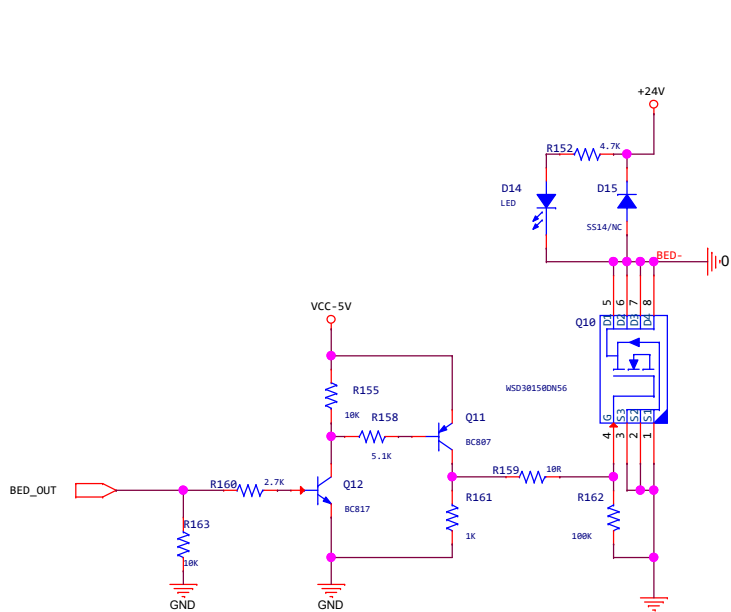 +24V
R152 4.7K
D14
LED
D15
SS14/NC
BED-
0
5 6 7 8
D1 D2 D3 D4
Q10
WSD30150DN56
G S3 S2 S1
4 3 2 1
VCC-5V
R155
10K
R158
5.1K
Q11
BC807
R159 10R
R160 2.7K
Q12
BC817
BED_OUT
R161
1K
R162
100K
R163
10K
GND
GND